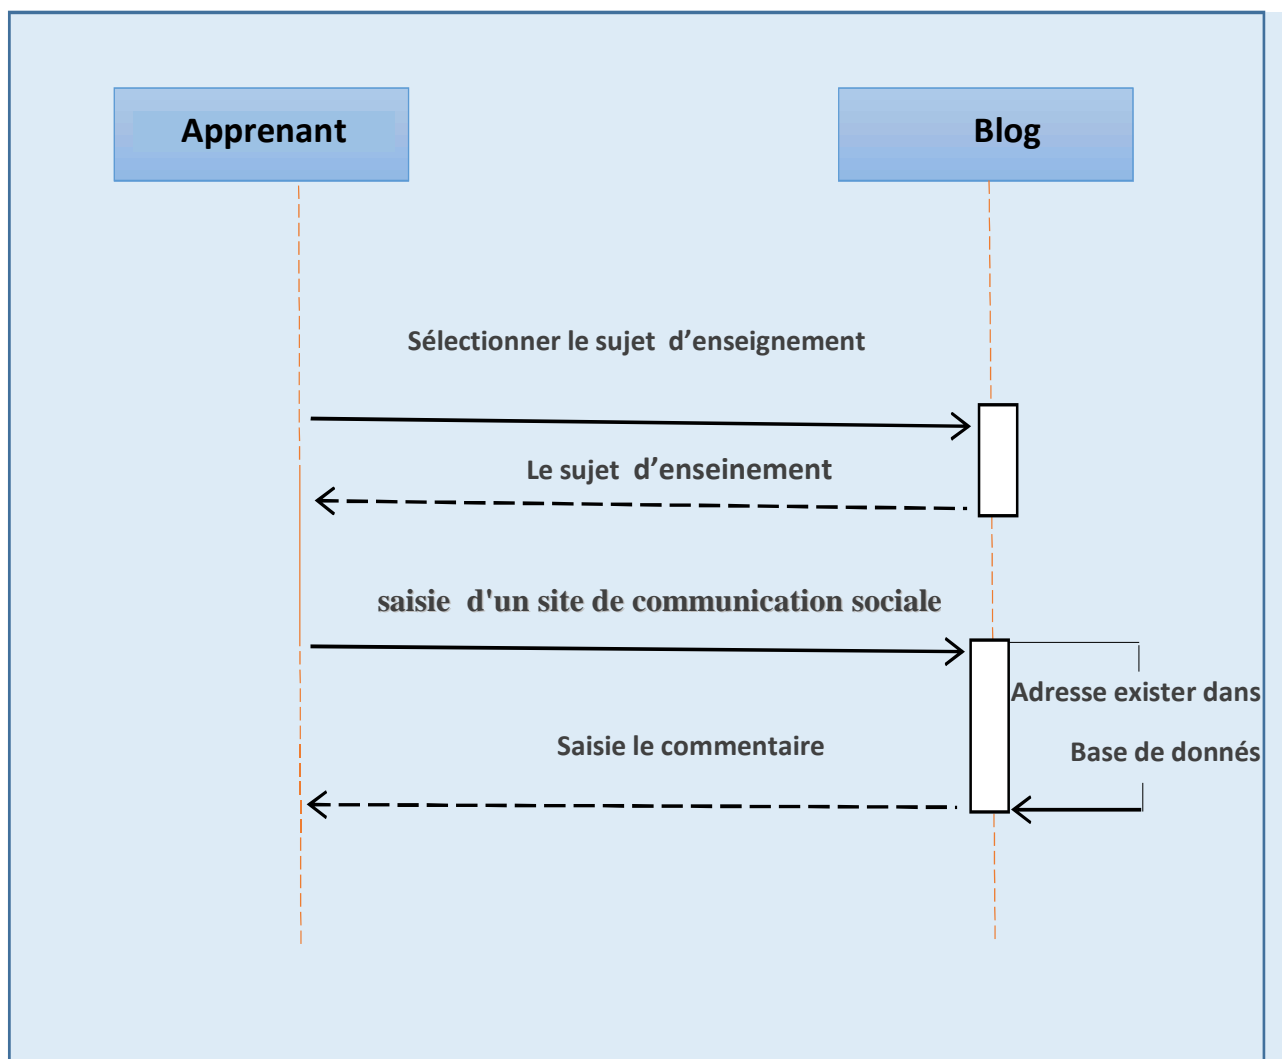 Apprenant
Blog
Sélectionner le sujet d’enseignement
Le sujet d’enseinement
saisie d'un site de communication sociale
Adresse exister dans
Saisie le commentaire
Base de donnés